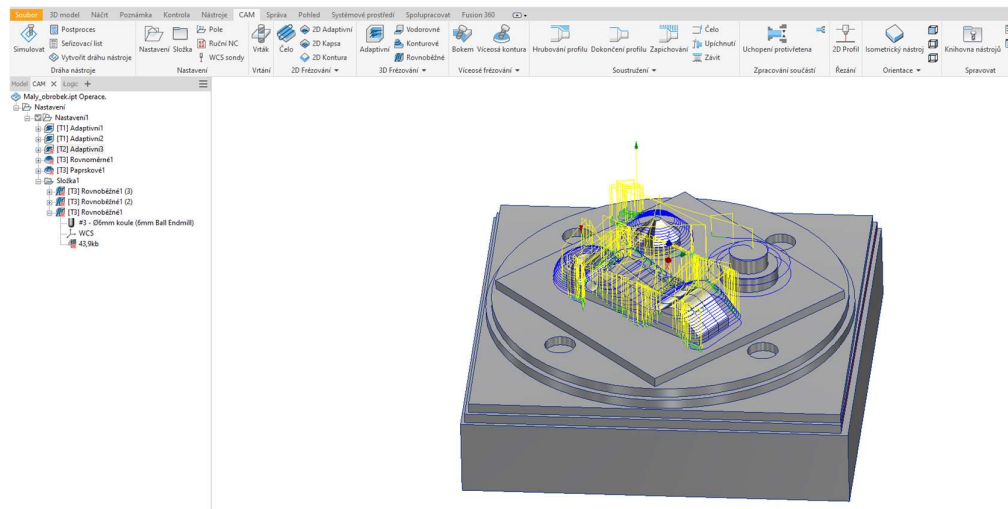 Soubor 3D model Náčrt Poznámka Kontrola Nástroje CAM Správa Pohled Systémové prostředí Spolupracovat Fusion 360
Simulovat
Postproces
Seřizovací list
Vytvořit dráhu nástroje
Dráha nástroje
Nastavení Složka
Pole
Ruční NC
WCS sondy
Nastavení
Vrták
Vrtání
Čelo
2D Adaptivní
2D Kapsa
2D Kontura
2D Frézování
Adaptivní
Vodorovné
Konturové
Rovnoběžné
3D Frézování
Bokem Víceosá kontura
Víceosé frézování
Hrubování profilu Dokončení profilu Zapichování
Čelo
Upíchnutí
Závit
Soustružení
Uchopení protivřetena
Zpracování součástí
2D Profil
Řezání
Isometrický nástroj
Orientace
Knihovna nástrojů
Spravovat
Model CAM iLogic
Maly_obrobek.ipt Operace.
Nastavení
Nastavení1
[T1] Adaptivní1
[T1] Adaptivní2
[T2] Adaptivní3
[T3] Rovnoměrné1
[T3] Paprskové1
Složka1
[T3] Rovnoběžné1 (3)
[T3] Rovnoběžné1 (2)
[T3] Rovnoběžné1
#3 - Ø6mm koule (6mm Ball Endmill)
WCS
43,9kb